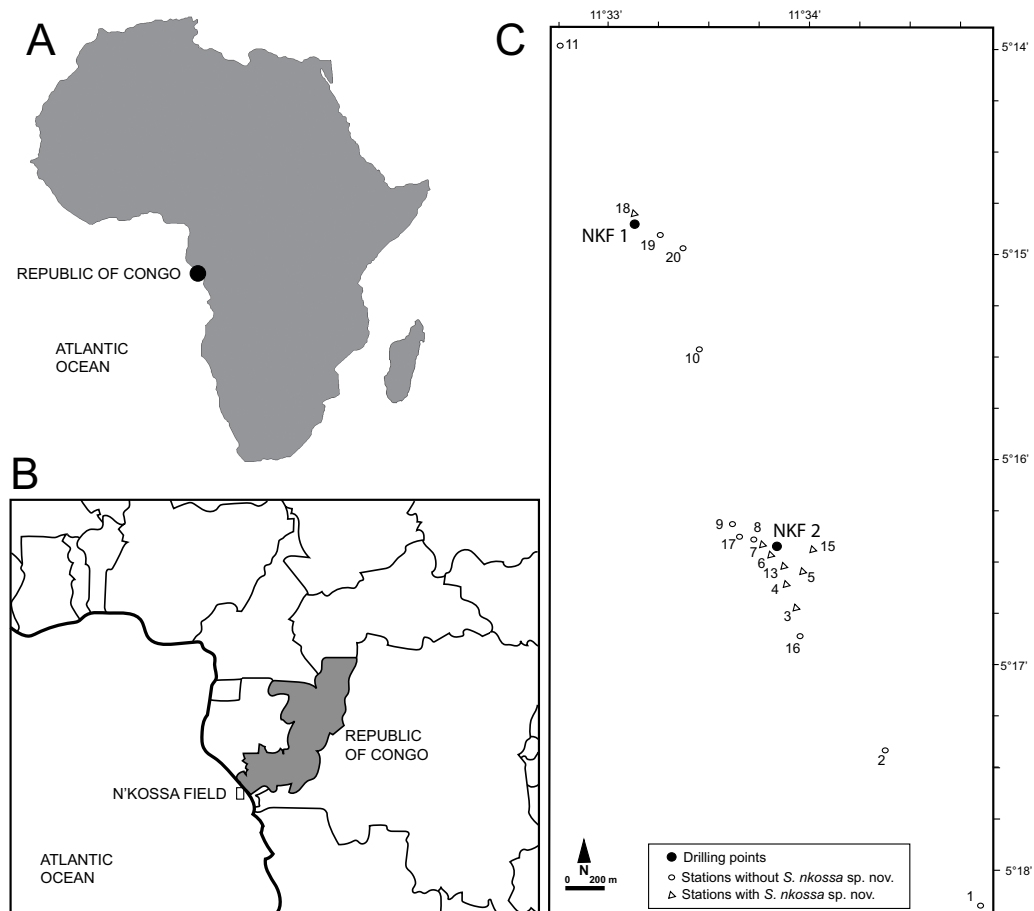 A
REPUBLIC OF CONGO
ATLANTIC
OCEAN
B
REPUBLIC
OF CONGO
N'KOSSA FIELD
ATLANTIC
OCEAN
C
11°33' 11°34'
11
5°14'
18
NKF 1
19
20
5°15'
10
5°16'
9
8
NKF 2
17
7
15
6
13
5
4
3
16
5°17'
2
N
0 200 m
Drilling points
Stations without S. nkossa sp. nov.
Stations with S. nkossa sp. nov.
5°18'
1